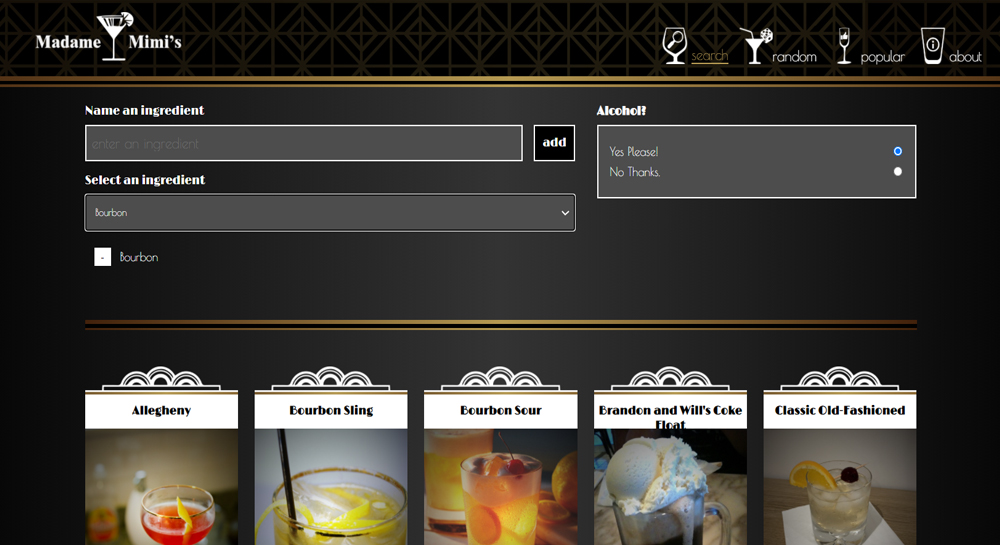 Madame Mimi's
search
random
popular
about
Name an ingredient
enter an ingredient
add
Select an ingredient
Bourbon
- Bourbon
Alcohol?
Yes Please!
No Thanks.
Allegheny
Bourbon Sling
Bourbon Sour
Brandon and Will's Coke
Float
Classic Old-Fashioned